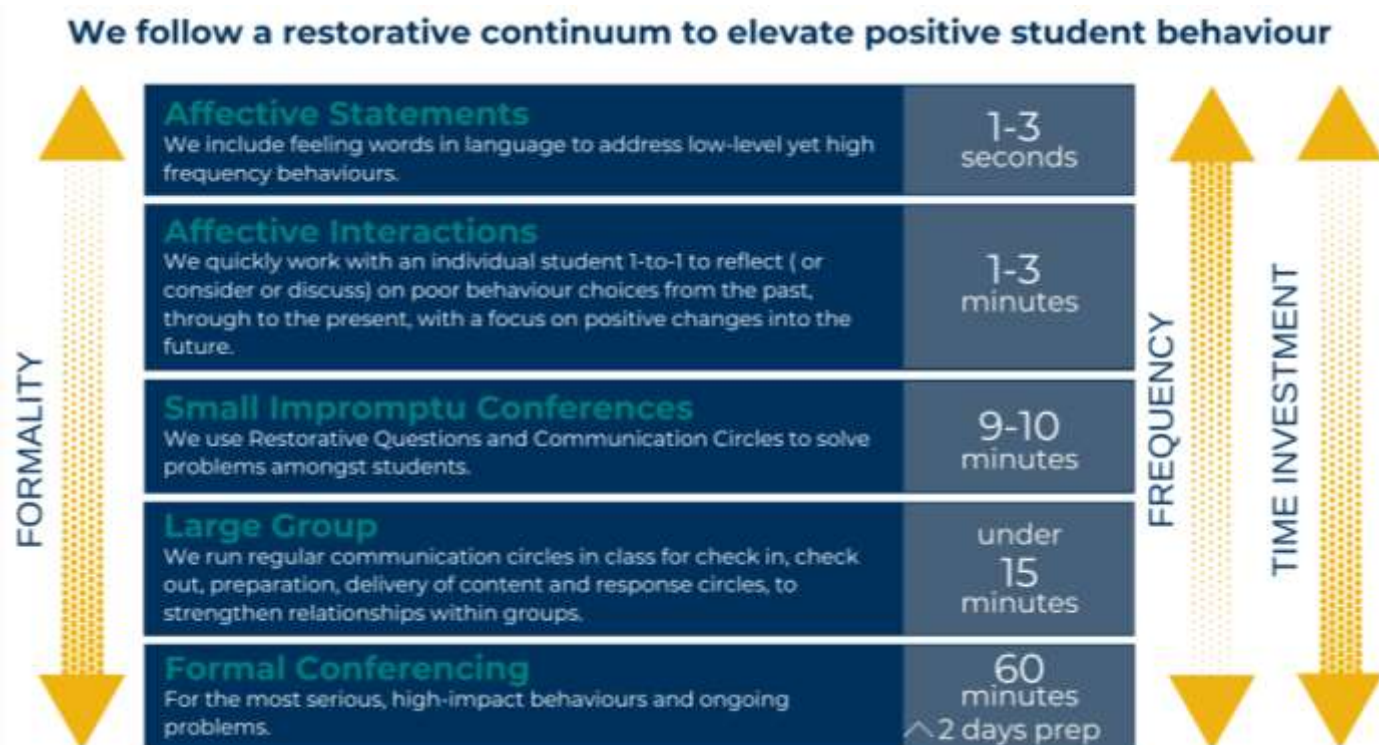 We follow a restorative continuum to elevate positive student behaviour
Affective Statements
We include feeling words in language to address low-level yet high
frequency behaviours.
1-3
seconds
Affective Interactions
We quickly work with an individual student 1-to-1 to reflect ( or
consider or discuss) on poor behaviour choices from the past,
through to the present, with a focus on positive changes into the
future.
1-3
minutes
Small Impromptu Conferences
We use Restorative Questions and Communication Circles to solve
problems amongst students.
9-10
minutes
Large Group
We run regular communication circles in class for check in, check
out, preparation, delivery of content and response circles, to
strengthen relationships within groups.
under
15
minutes
Formal Conferencing
For the most serious, high-impact behaviours and ongoing
problems.
60
minutes
^2 days prep
FORMALITY
FREQUENCY
TIME INVESTMENT